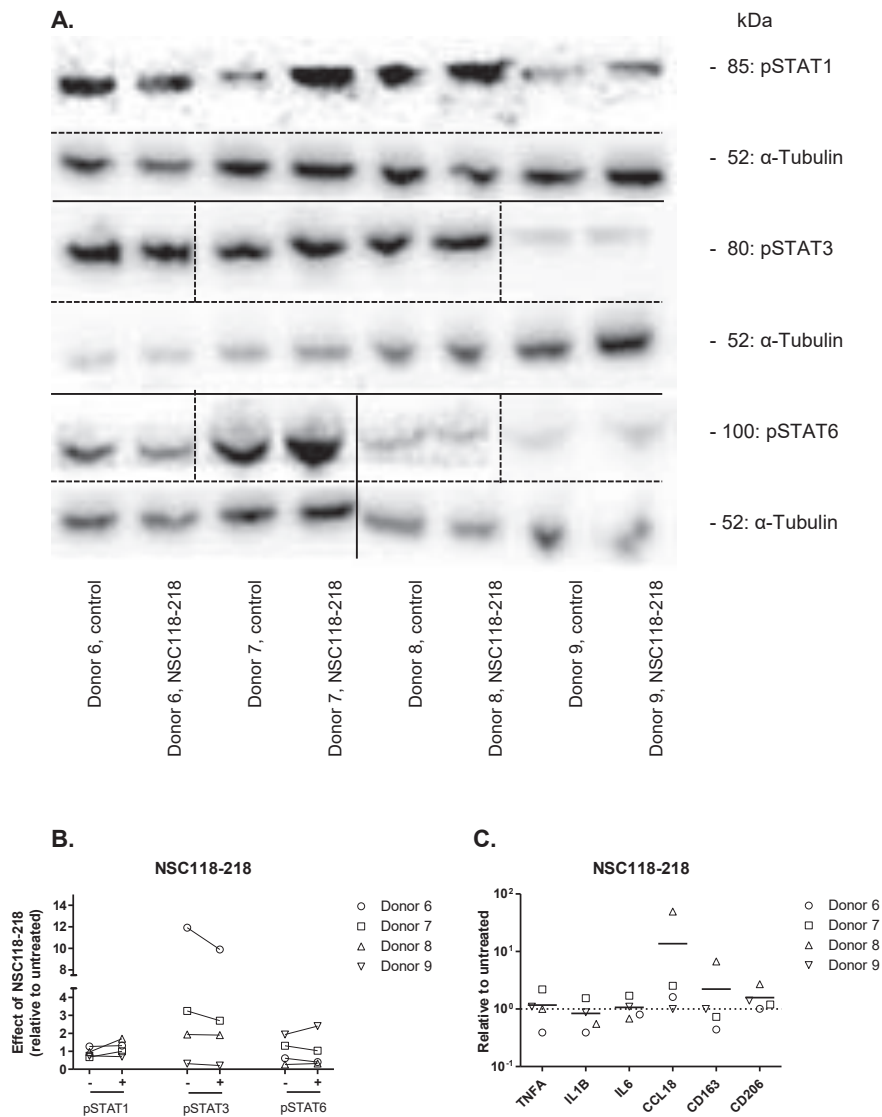 A.
kDa
- 85: pSTAT1
- 52: α-Tubulin
- 80: pSTAT3
- 52: α-Tubulin
- 100: pSTAT6
- 52: α-Tubulin
Donor 6, control
Donor 6, NSC118-218
Donor 7, control
Donor 7, NSC118-218
Donor 8, control
Donor 8, NSC118-218
Donor 9, control
Donor 9, NSC118-218
B.
NSC118-218
Effect of NSC118-218
(relative to untreated)
14
12
10
8
4
3
2
1
0
- + - + - +
pSTAT1 pSTAT3 pSTAT6
Donor 6
Donor 7
Donor 8
Donor 9
C.
NSC118-218
Relative to untreated
10²
10¹
10⁰
10⁻¹
TNFA IL1B IL6 CCL18 CD163 CD206
Donor 6
Donor 7
Donor 8
Donor 9